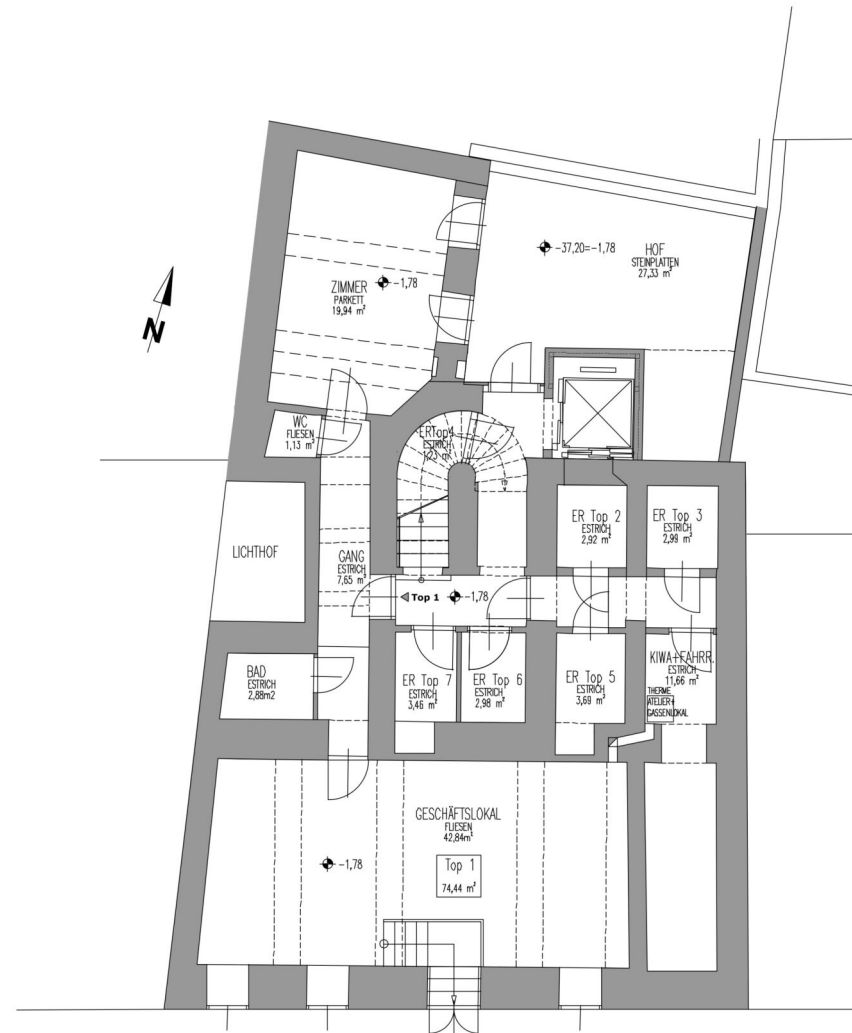 -37,20=-1,78
HOF
STEINPLATTEN
27,33 m²
ZIMMER
PARKETT
19,94 m²
-1,78
N
WC
FLIESEN
1,13 m²
ERTop4
ESTRICH
1,23 m²
LICHTHOF
GANG
ESTRICH
7,65 m²
ER Top 2
ESTRICH
2,92 m²
ER Top 3
ESTRICH
2,99 m²
Top 1
-1,78
BAD
ESTRICH
2,88m2
ER Top 7
ESTRICH
3,46 m²
ER Top 6
ESTRICH
2,98 m²
ER Top 5
ESTRICH
3,69 m²
KIWA+FAHRR.
ESTRICH
11,66 m²
THERME
ATELIER+
GASSENLOKAL
GESCHÄFTSLOKAL
FLIESEN
42,84m²
-1,78
Top 1
74,44 m²